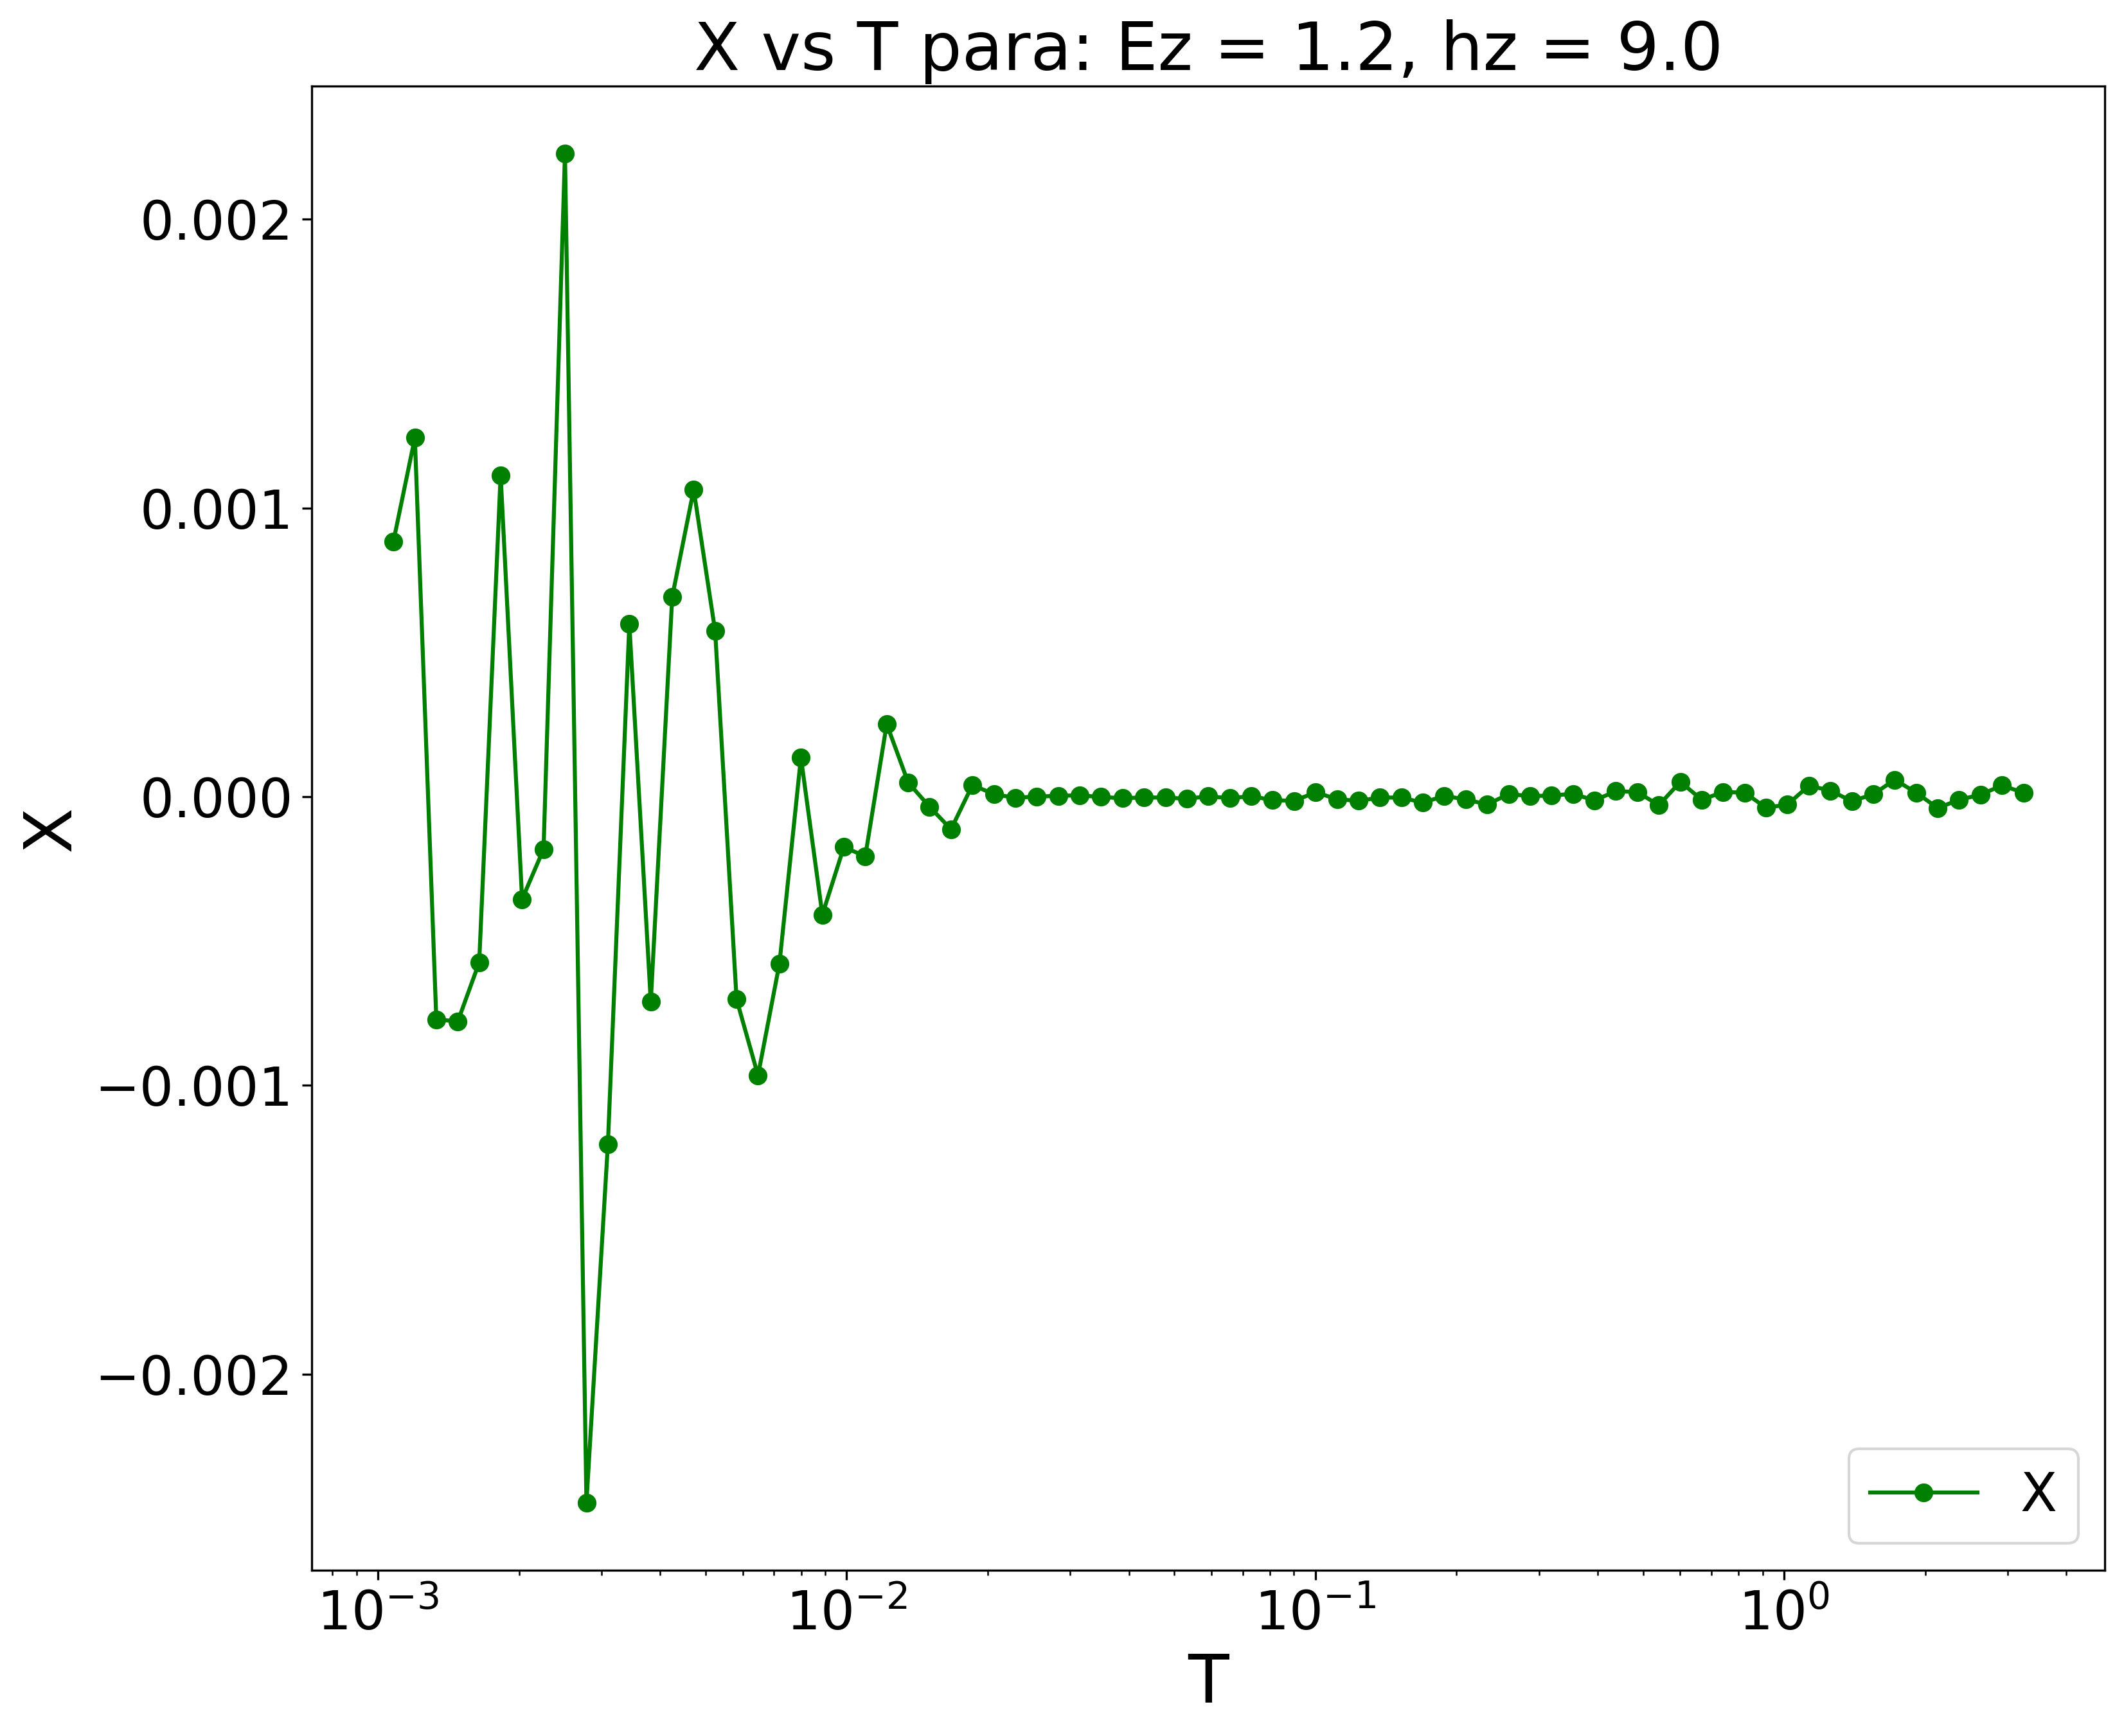 X vs T para: Ez = 1.2, hz = 9.0
0.002
0.001
0.000
−0.001
−0.002
X
10⁻³ 10⁻² 10⁻¹ 10⁰
T
X